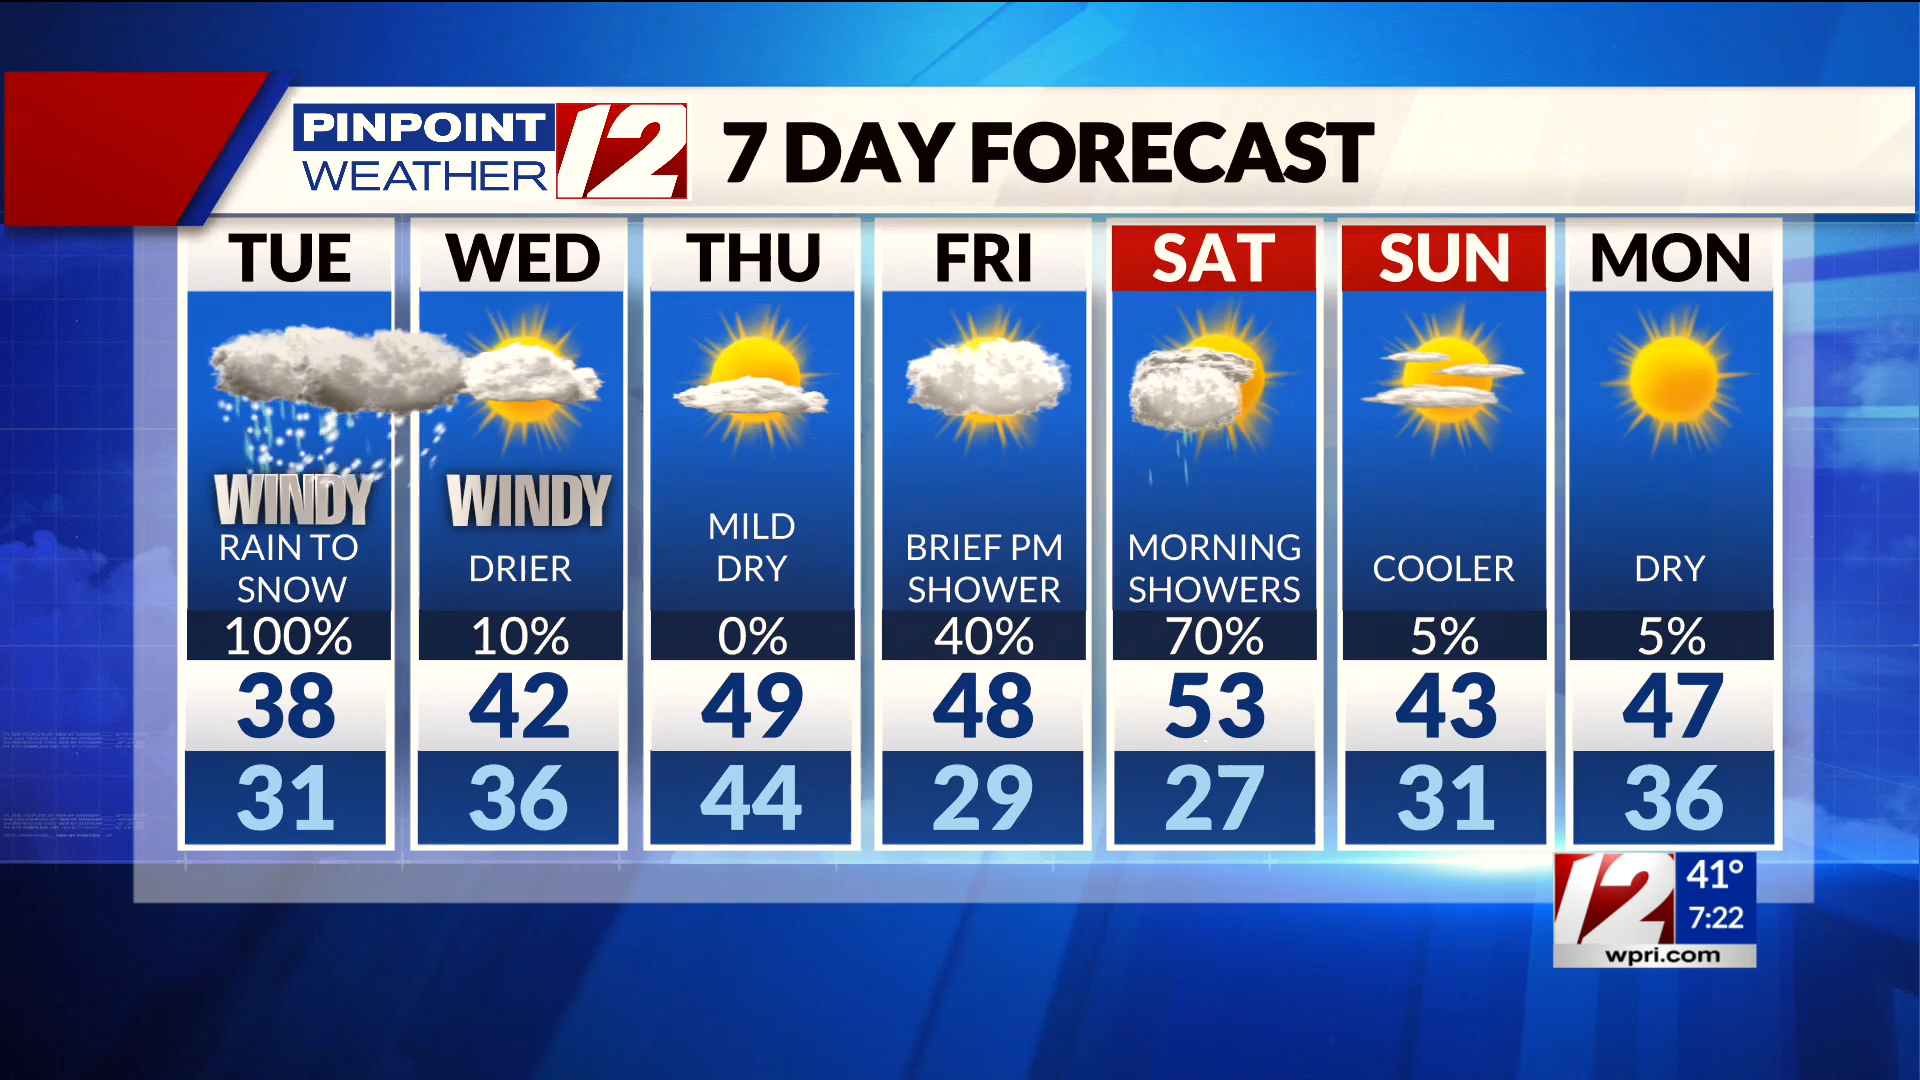 PINPOINT
WEATHER
12
7 DAY FORECAST
TUE WED THU FRI SAT SUN MON
WINDY
RAIN TO
SNOW
100%
38
31
WINDY
DRIER
10%
42
36
MILD
DRY
0%
49
44
BRIEF PM
SHOWER
40%
48
29
MORNING
SHOWERS
70%
53
27
COOLER
5%
43
31
DRY
5%
47
36
12
41°
7:22
wpri.com